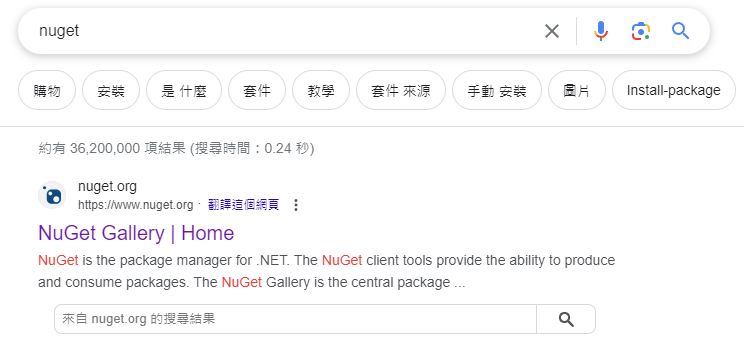 nuget
購物 安裝 是 什麼 套件 教學 套件 來源 手動 安裝 圖片 Install-package
約有 36,200,000 項結果 (搜尋時間：0.24 秒)
nuget.org
https://www.nuget.org · 翻譯這個網頁
NuGet Gallery | Home
NuGet is the package manager for .NET. The NuGet client tools provide the ability to produce
and consume packages. The NuGet Gallery is the central package ...
來自 nuget.org 的搜尋結果